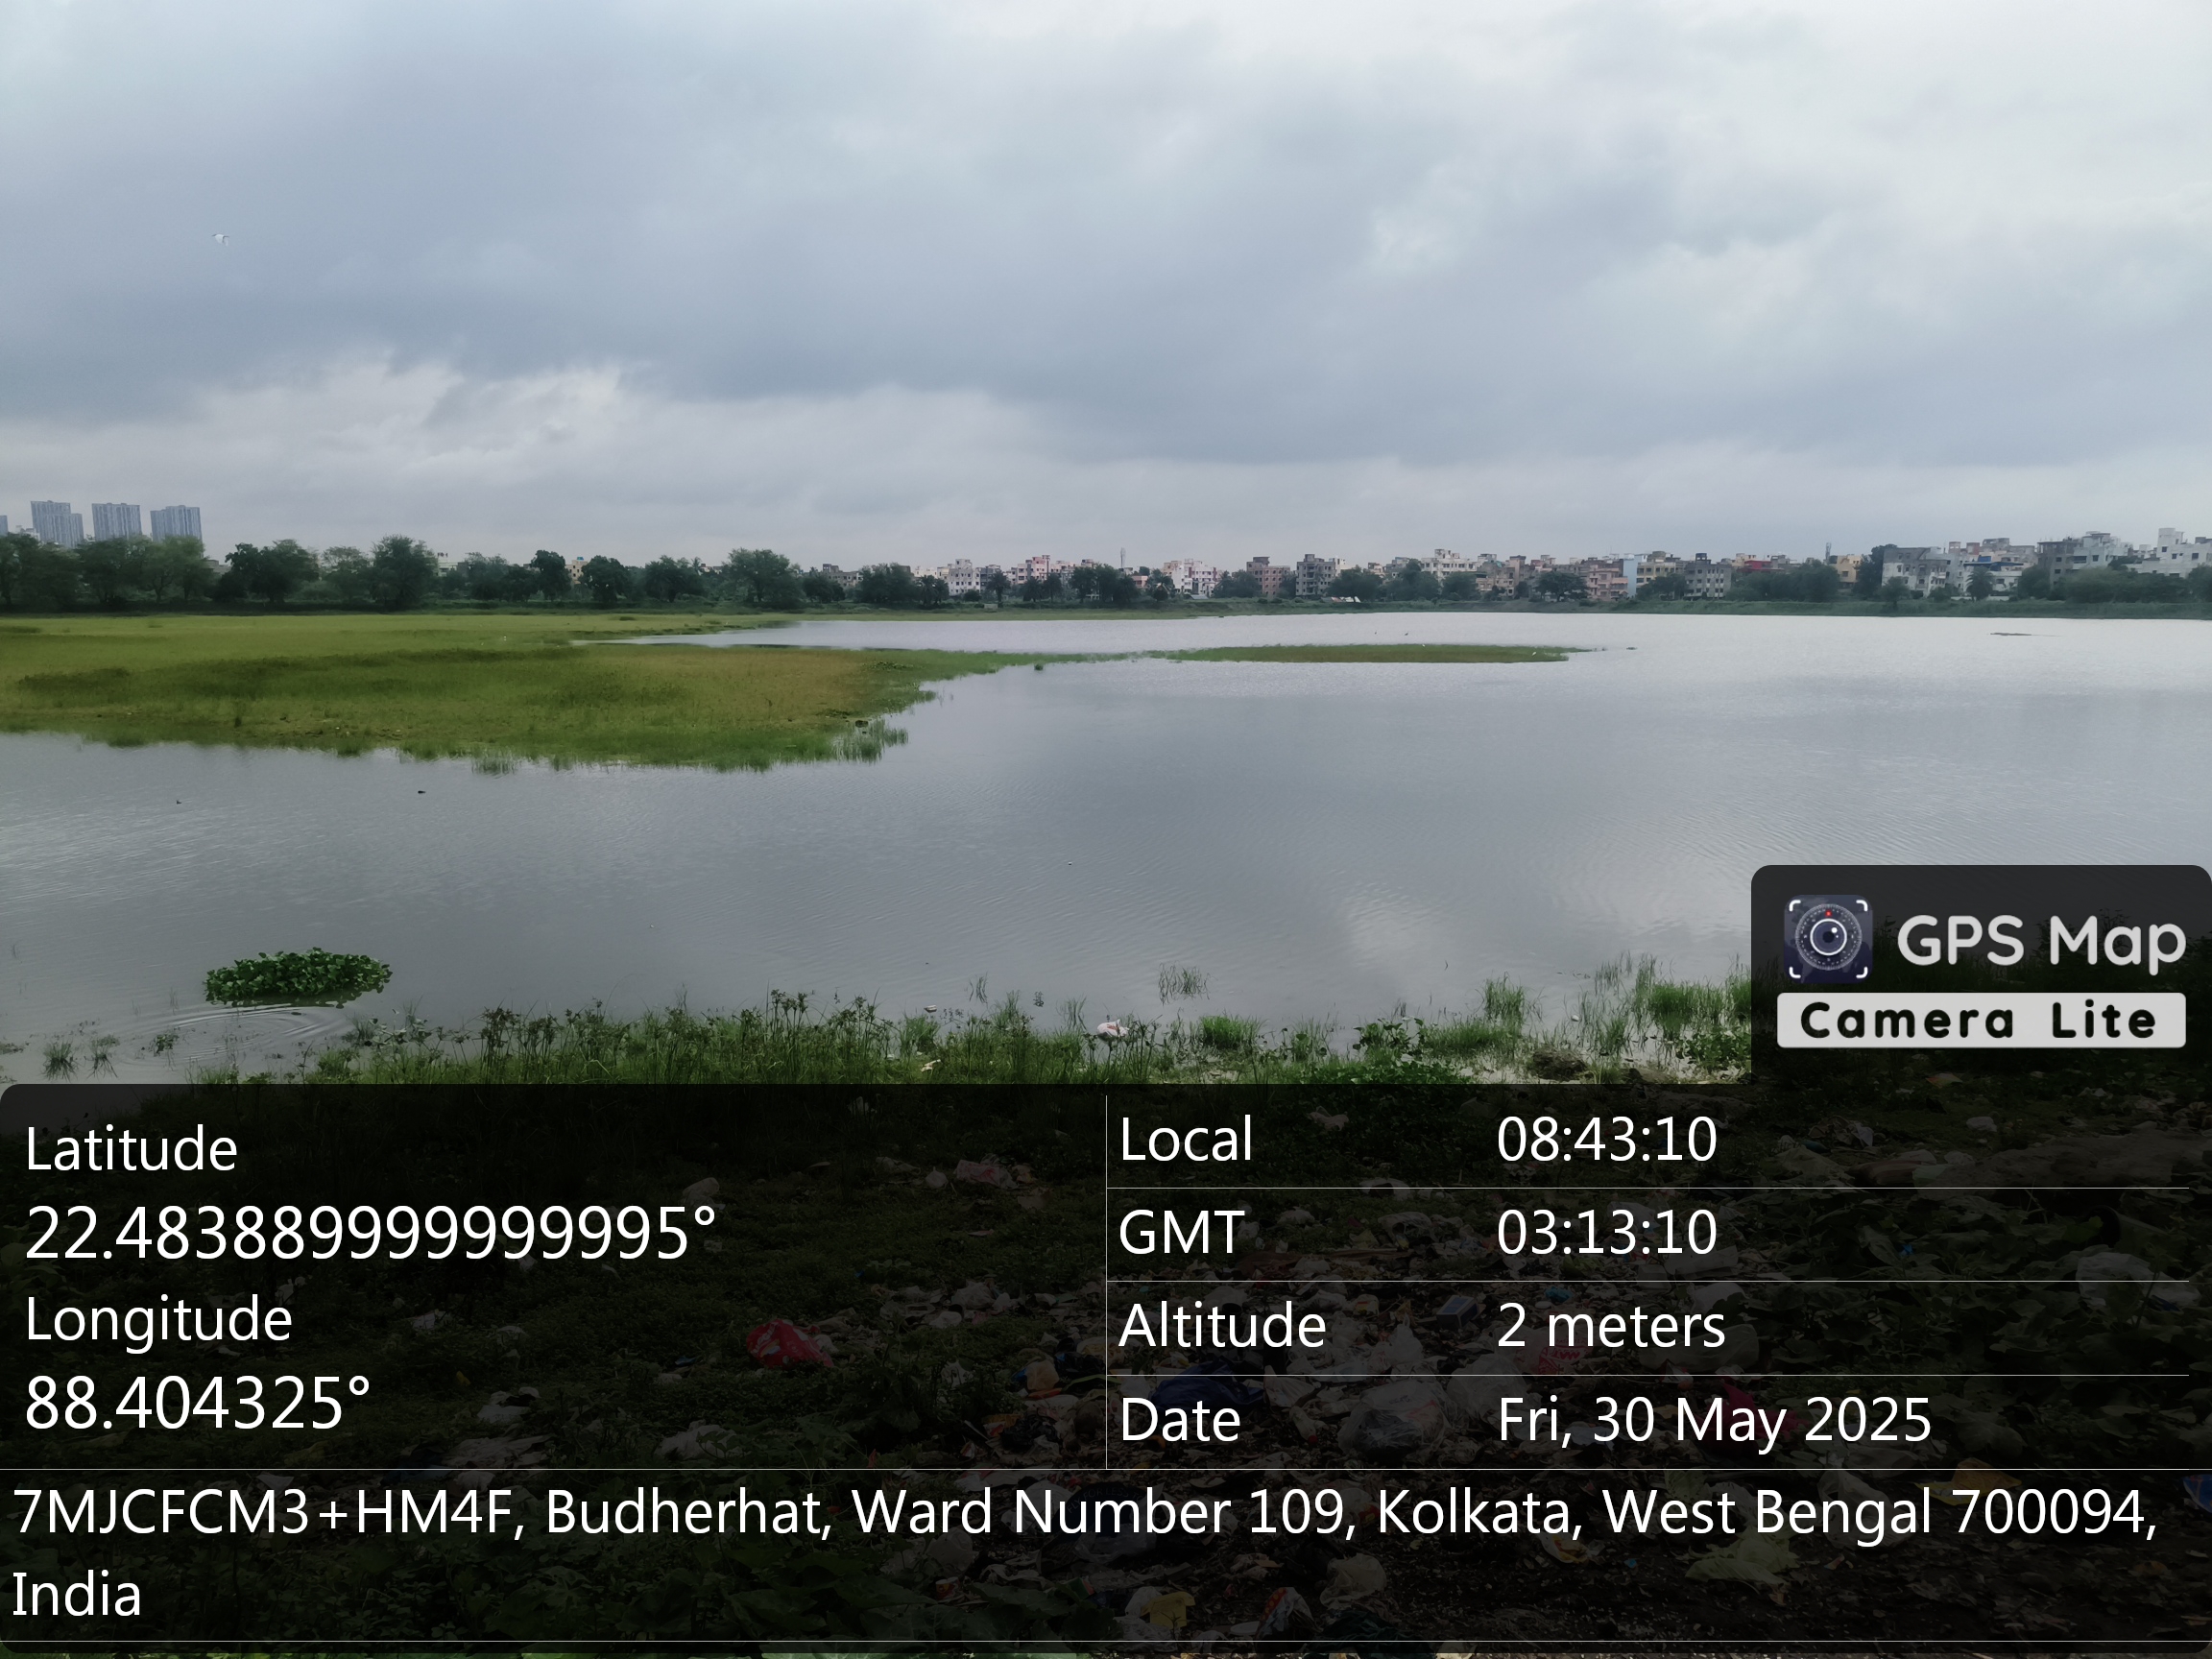 GPS Map
Camera Lite
Latitude
22.483889999999995°
Longitude
88.404325°
Local 08:43:10
GMT 03:13:10
Altitude 2 meters
Date Fri, 30 May 2025
7MJCFCM3+HM4F, Budherhat, Ward Number 109, Kolkata, West Bengal 700094,
India